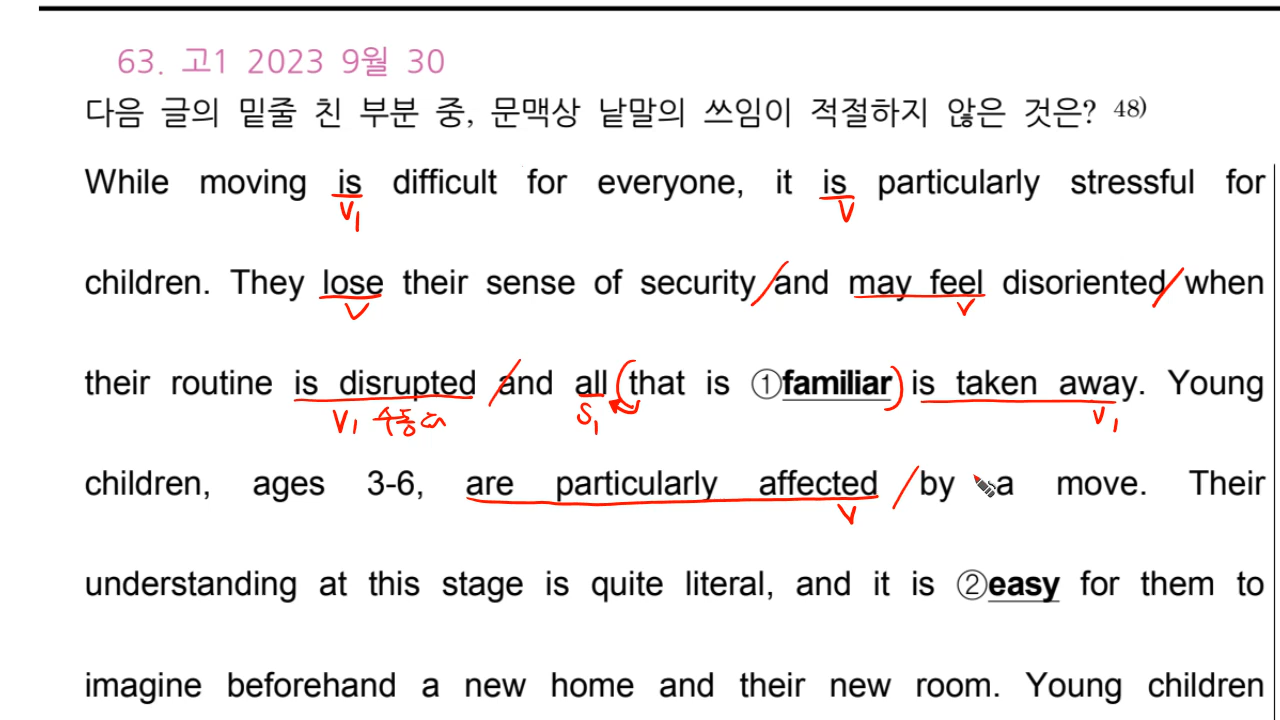 63. 고1 2023 9월 30
다음 글의 밑줄 친 부분 중, 문맥상 낱말의 쓰임이 적절하지 않은 것은? 48)
While moving is difficult for everyone, it is particularly stressful for
V1 V
children. They lose their sense of security and may feel disoriented when
V V
their routine is disrupted and all that is ①familiar is taken away. Young
V1 수동태 S1 V1
children, ages 3-6, are particularly affected by a move. Their
V
understanding at this stage is quite literal, and it is ②easy for them to
imagine beforehand a new home and their new room. Young children